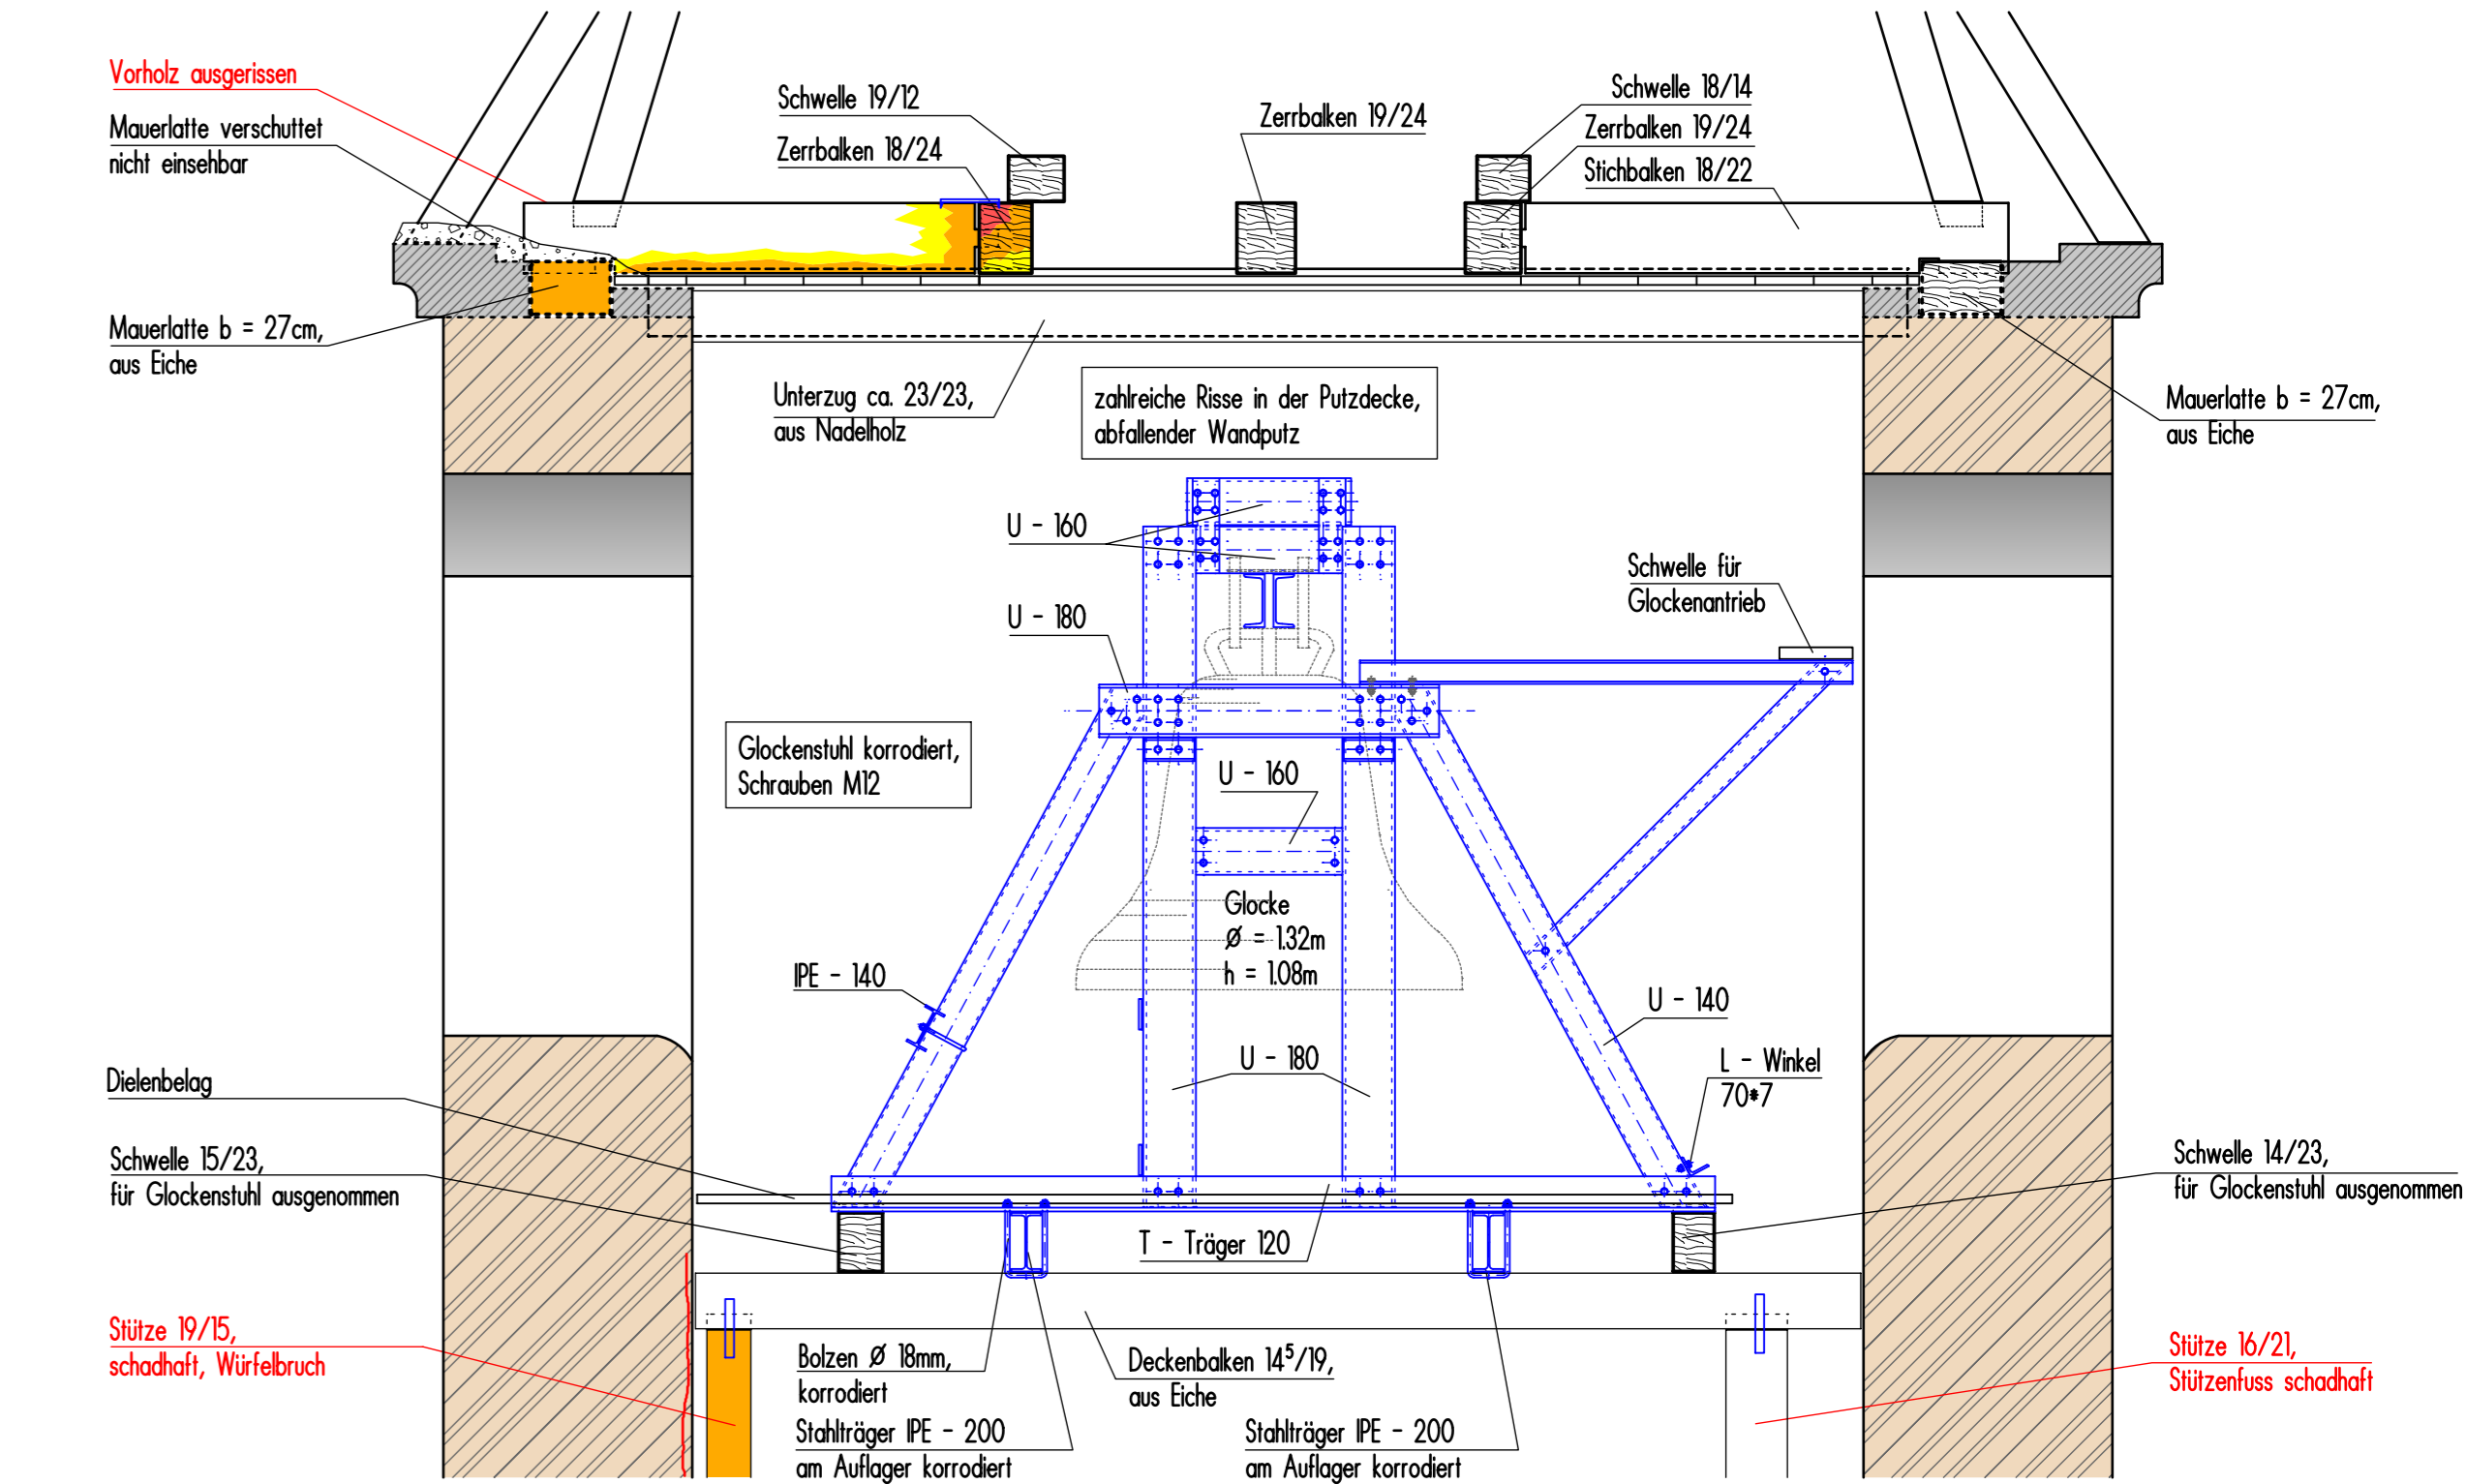 Vorholz ausgerissen
Mauerlatte verschuttet
nicht einsehbar
Schwelle 19/12
Zerrbalken 18/24
Zerrbalken 19/24
Schwelle 18/14
Zerrbalken 19/24
Stichbalken 18/22
Mauerlatte b = 27cm,
aus Eiche
Unterzug ca. 23/23,
aus Nadelholz
zahlreiche Risse in der Putzdecke,
abfallender Wandputz
Mauerlatte b = 27cm,
aus Eiche
U - 160
U - 180
Schwelle für
Glockenantrieb
Glockenstuhl korrodiert,
Schrauben M12
U - 160
Glocke
Ø = 1.32m
h = 1.08m
IPE - 140
U - 140
U - 180
L - Winkel
70*7
Dielenbelag
Schwelle 15/23,
für Glockenstuhl ausgenommen
Schwelle 14/23,
für Glockenstuhl ausgenommen
T - Träger 120
Stütze 19/15,
schadhaft, Würfelbruch
Bolzen Ø 18mm,
korrodiert
Stahlträger IPE - 200
am Auflager korrodiert
Deckenbalken 14⁵/19,
aus Eiche
Stahlträger IPE - 200
am Auflager korrodiert
Stütze 16/21,
Stützenfuss schadhaft